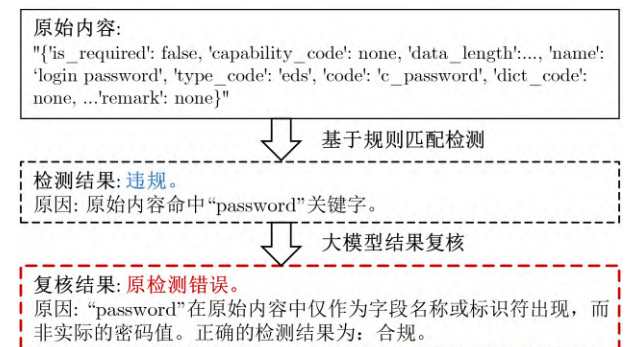 原始内容:
"{'is_required': false, 'capability_code': none, 'data_length':..., 'name':
‘login password', 'type_code': 'eds', 'code': 'c_password', 'dict_code':
none, ...'remark': none}"
基于规则匹配检测
检测结果: 违规。
原因: 原始内容命中“password”关键字。
大模型结果复核
复核结果: 原检测错误。
原因: “password”在原始内容中仅作为字段名称或标识符出现，而
非实际的密码值。正确的检测结果为：合规。